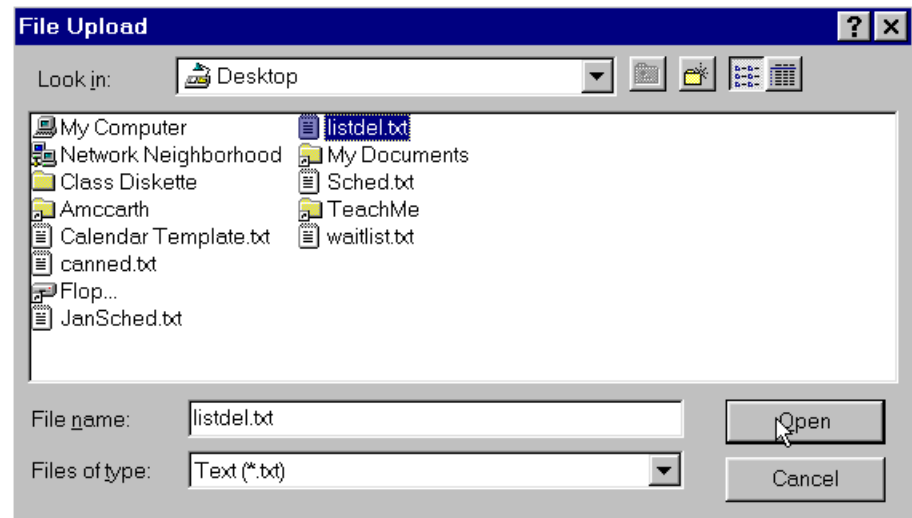 File Upload
Look in: Desktop
My Computer
Network Neighborhood
Class Diskette
Amccarth
Calendar Template.txt
canned.txt
Flop...
JanSched.txt
listdel.txt
My Documents
Sched.txt
TeachMe
waitlist.txt
File name: listdel.txt Open
Files of type: Text (*.txt) Cancel